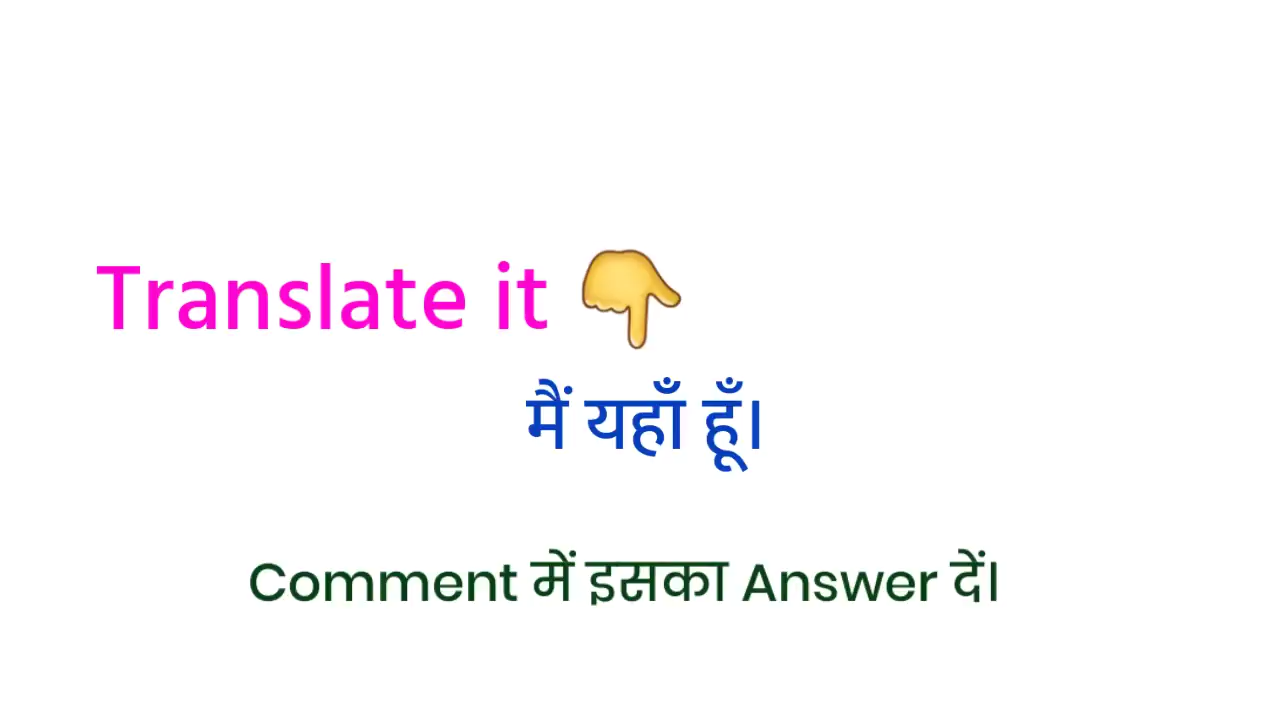 Translate it 👇
मैं यहाँ हूँ।
Comment में इसका Answer दें।